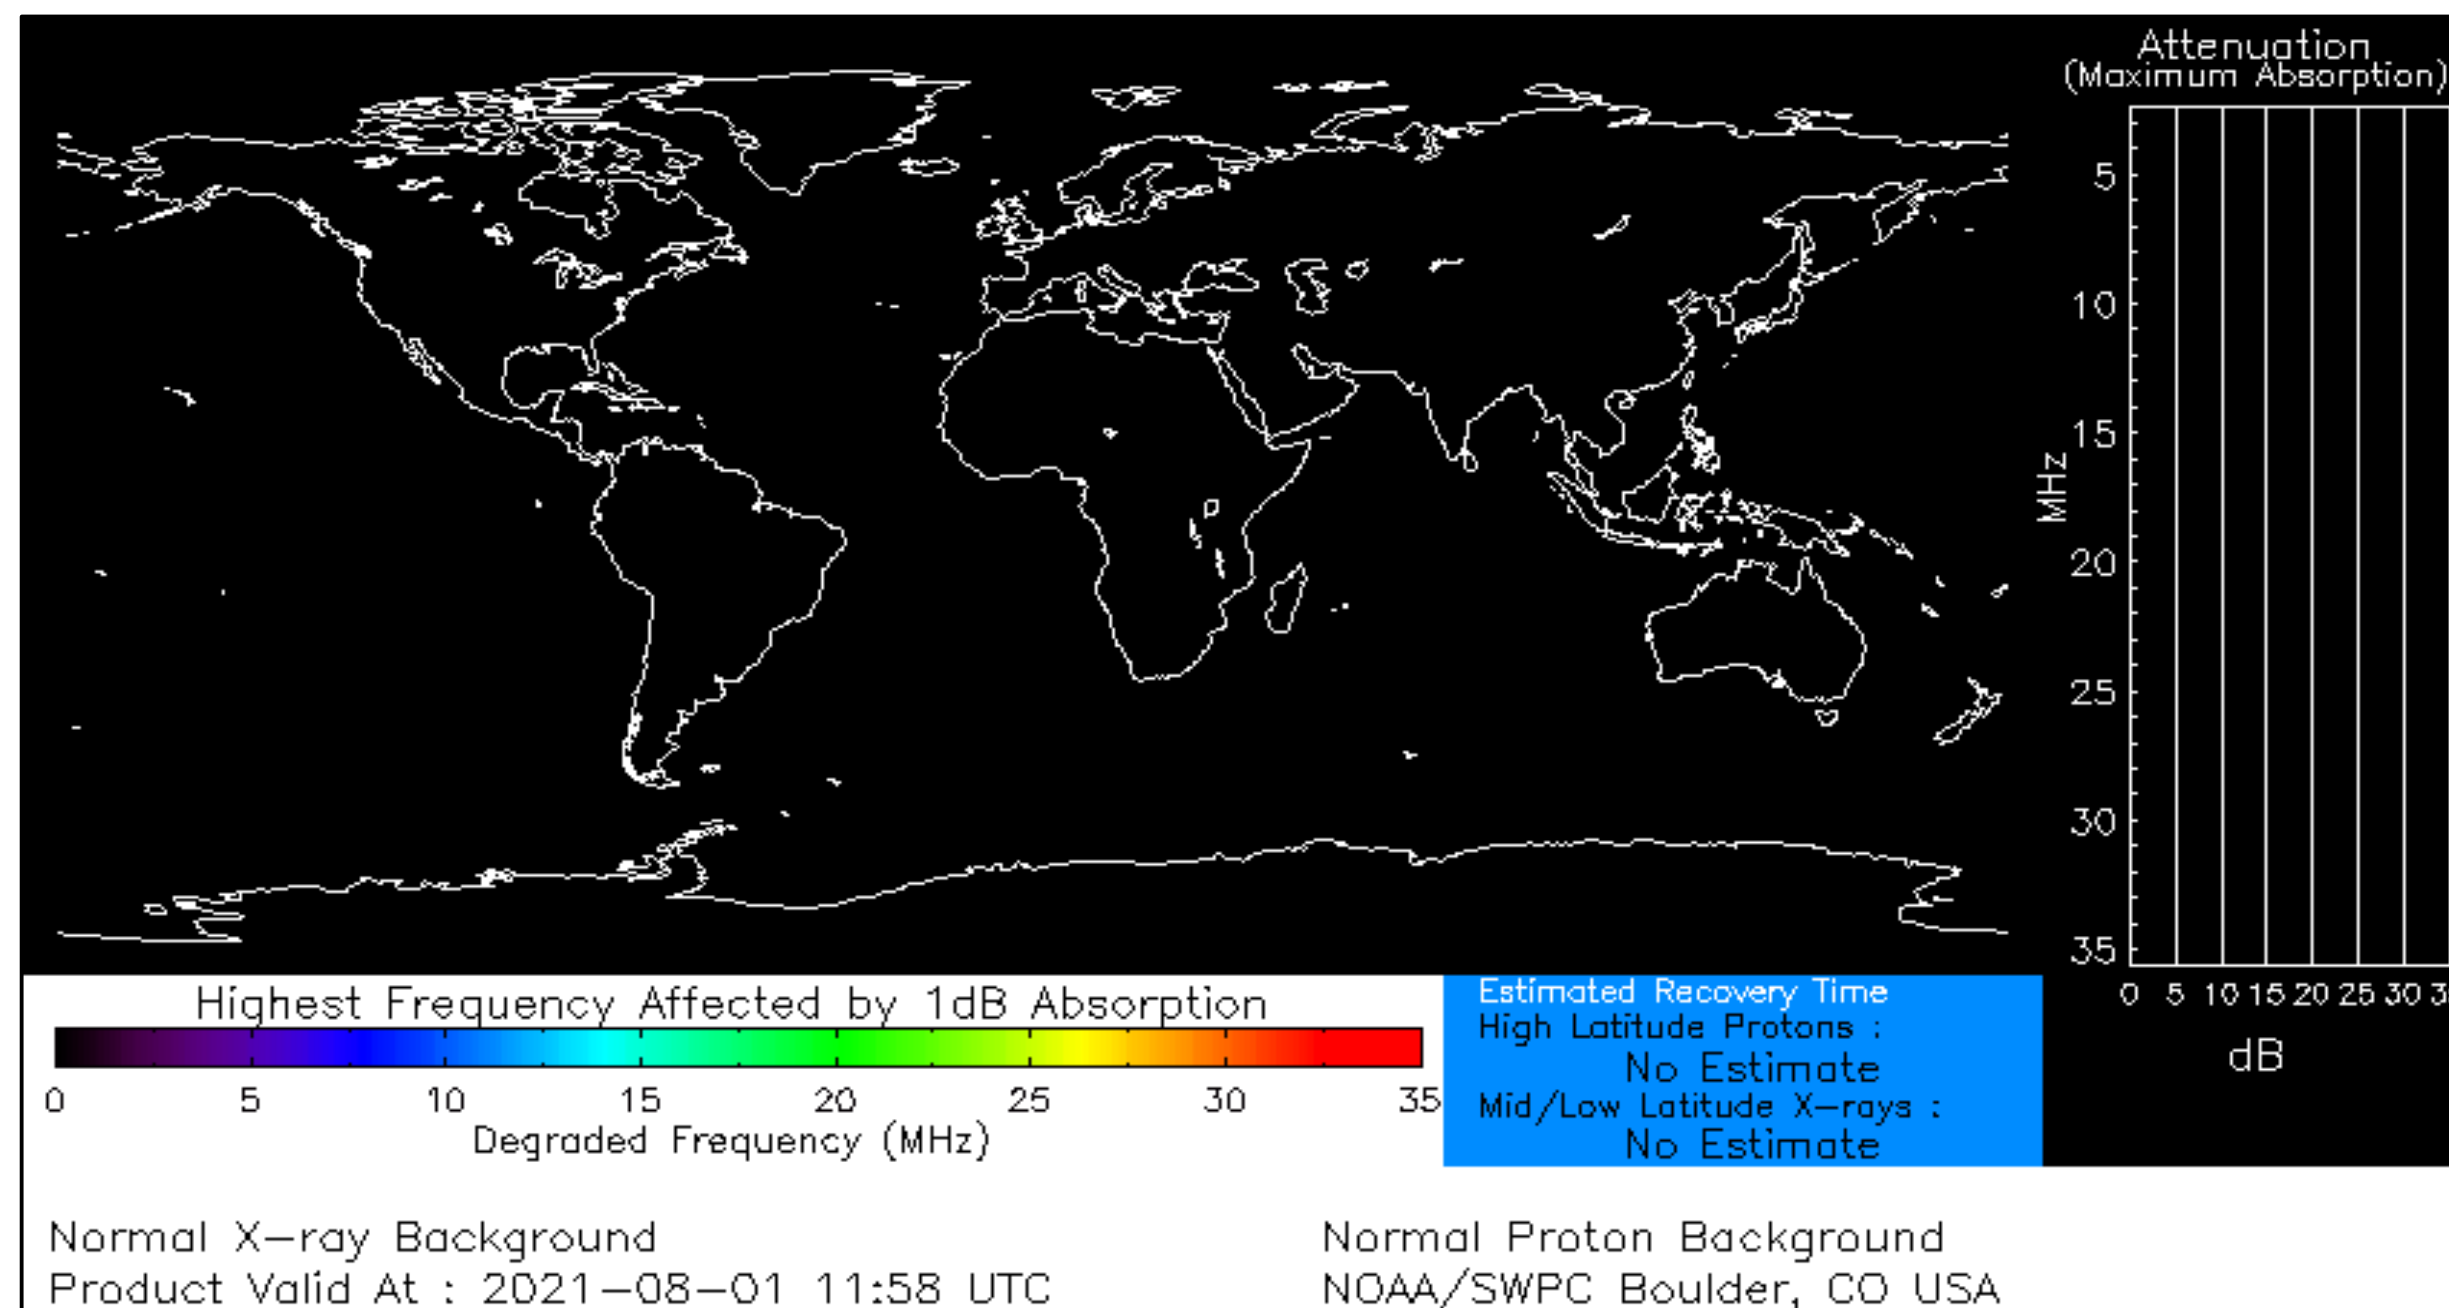 Attenuation
(Maximum Absorption)
5
10
15
20
25
30
35
MHz
0 5 10 15 20 25 30
dB
Highest Frequency Affected by 1dB Absorption
0 5 10 15 20 25 30 35
Degraded Frequency (MHz)
Estimated Recovery Time
High Latitude Protons :
No Estimate
Mid/Low Latitude X-rays :
No Estimate
Normal X-ray Background
Normal Proton Background
Product Valid At : 2021-08-01 11:58 UTC
NOAA/SWPC Boulder, CO USA